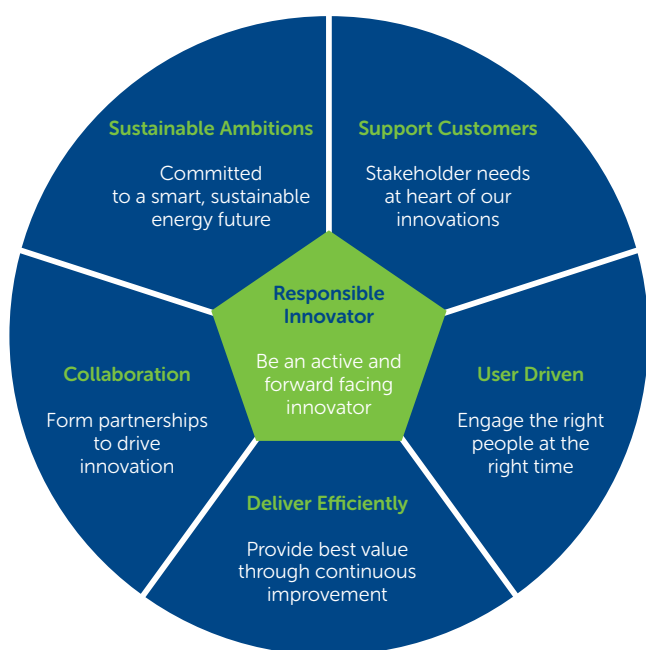 Sustainable Ambitions
Committed
to a smart, sustainable
energy future
Support Customers
Stakeholder needs
at heart of our
innovations
Responsible
Innovator
Be an active and
forward facing
innovator
Collaboration
Form partnerships
to drive
innovation
User Driven
Engage the right
people at the
right time
Deliver Efficiently
Provide best value
through continuous
improvement